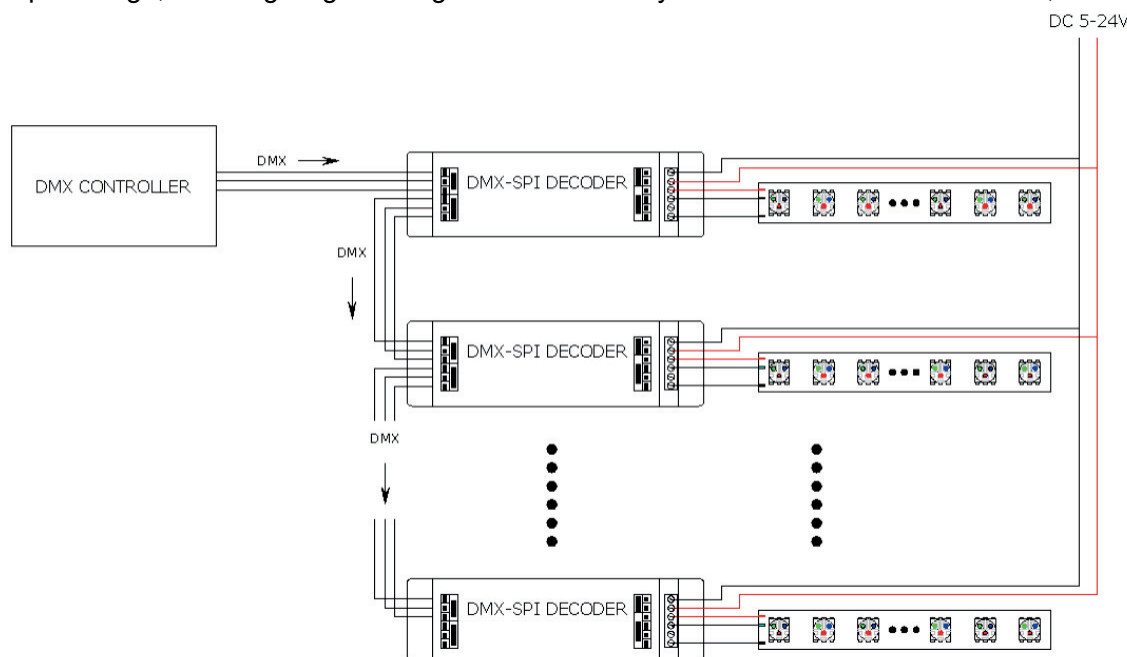 DC 5-24V
DMX
DMX CONTROLLER
DMX-SPI DECODER
DMX
DMX-SPI DECODER
DMX
DMX-SPI DECODER